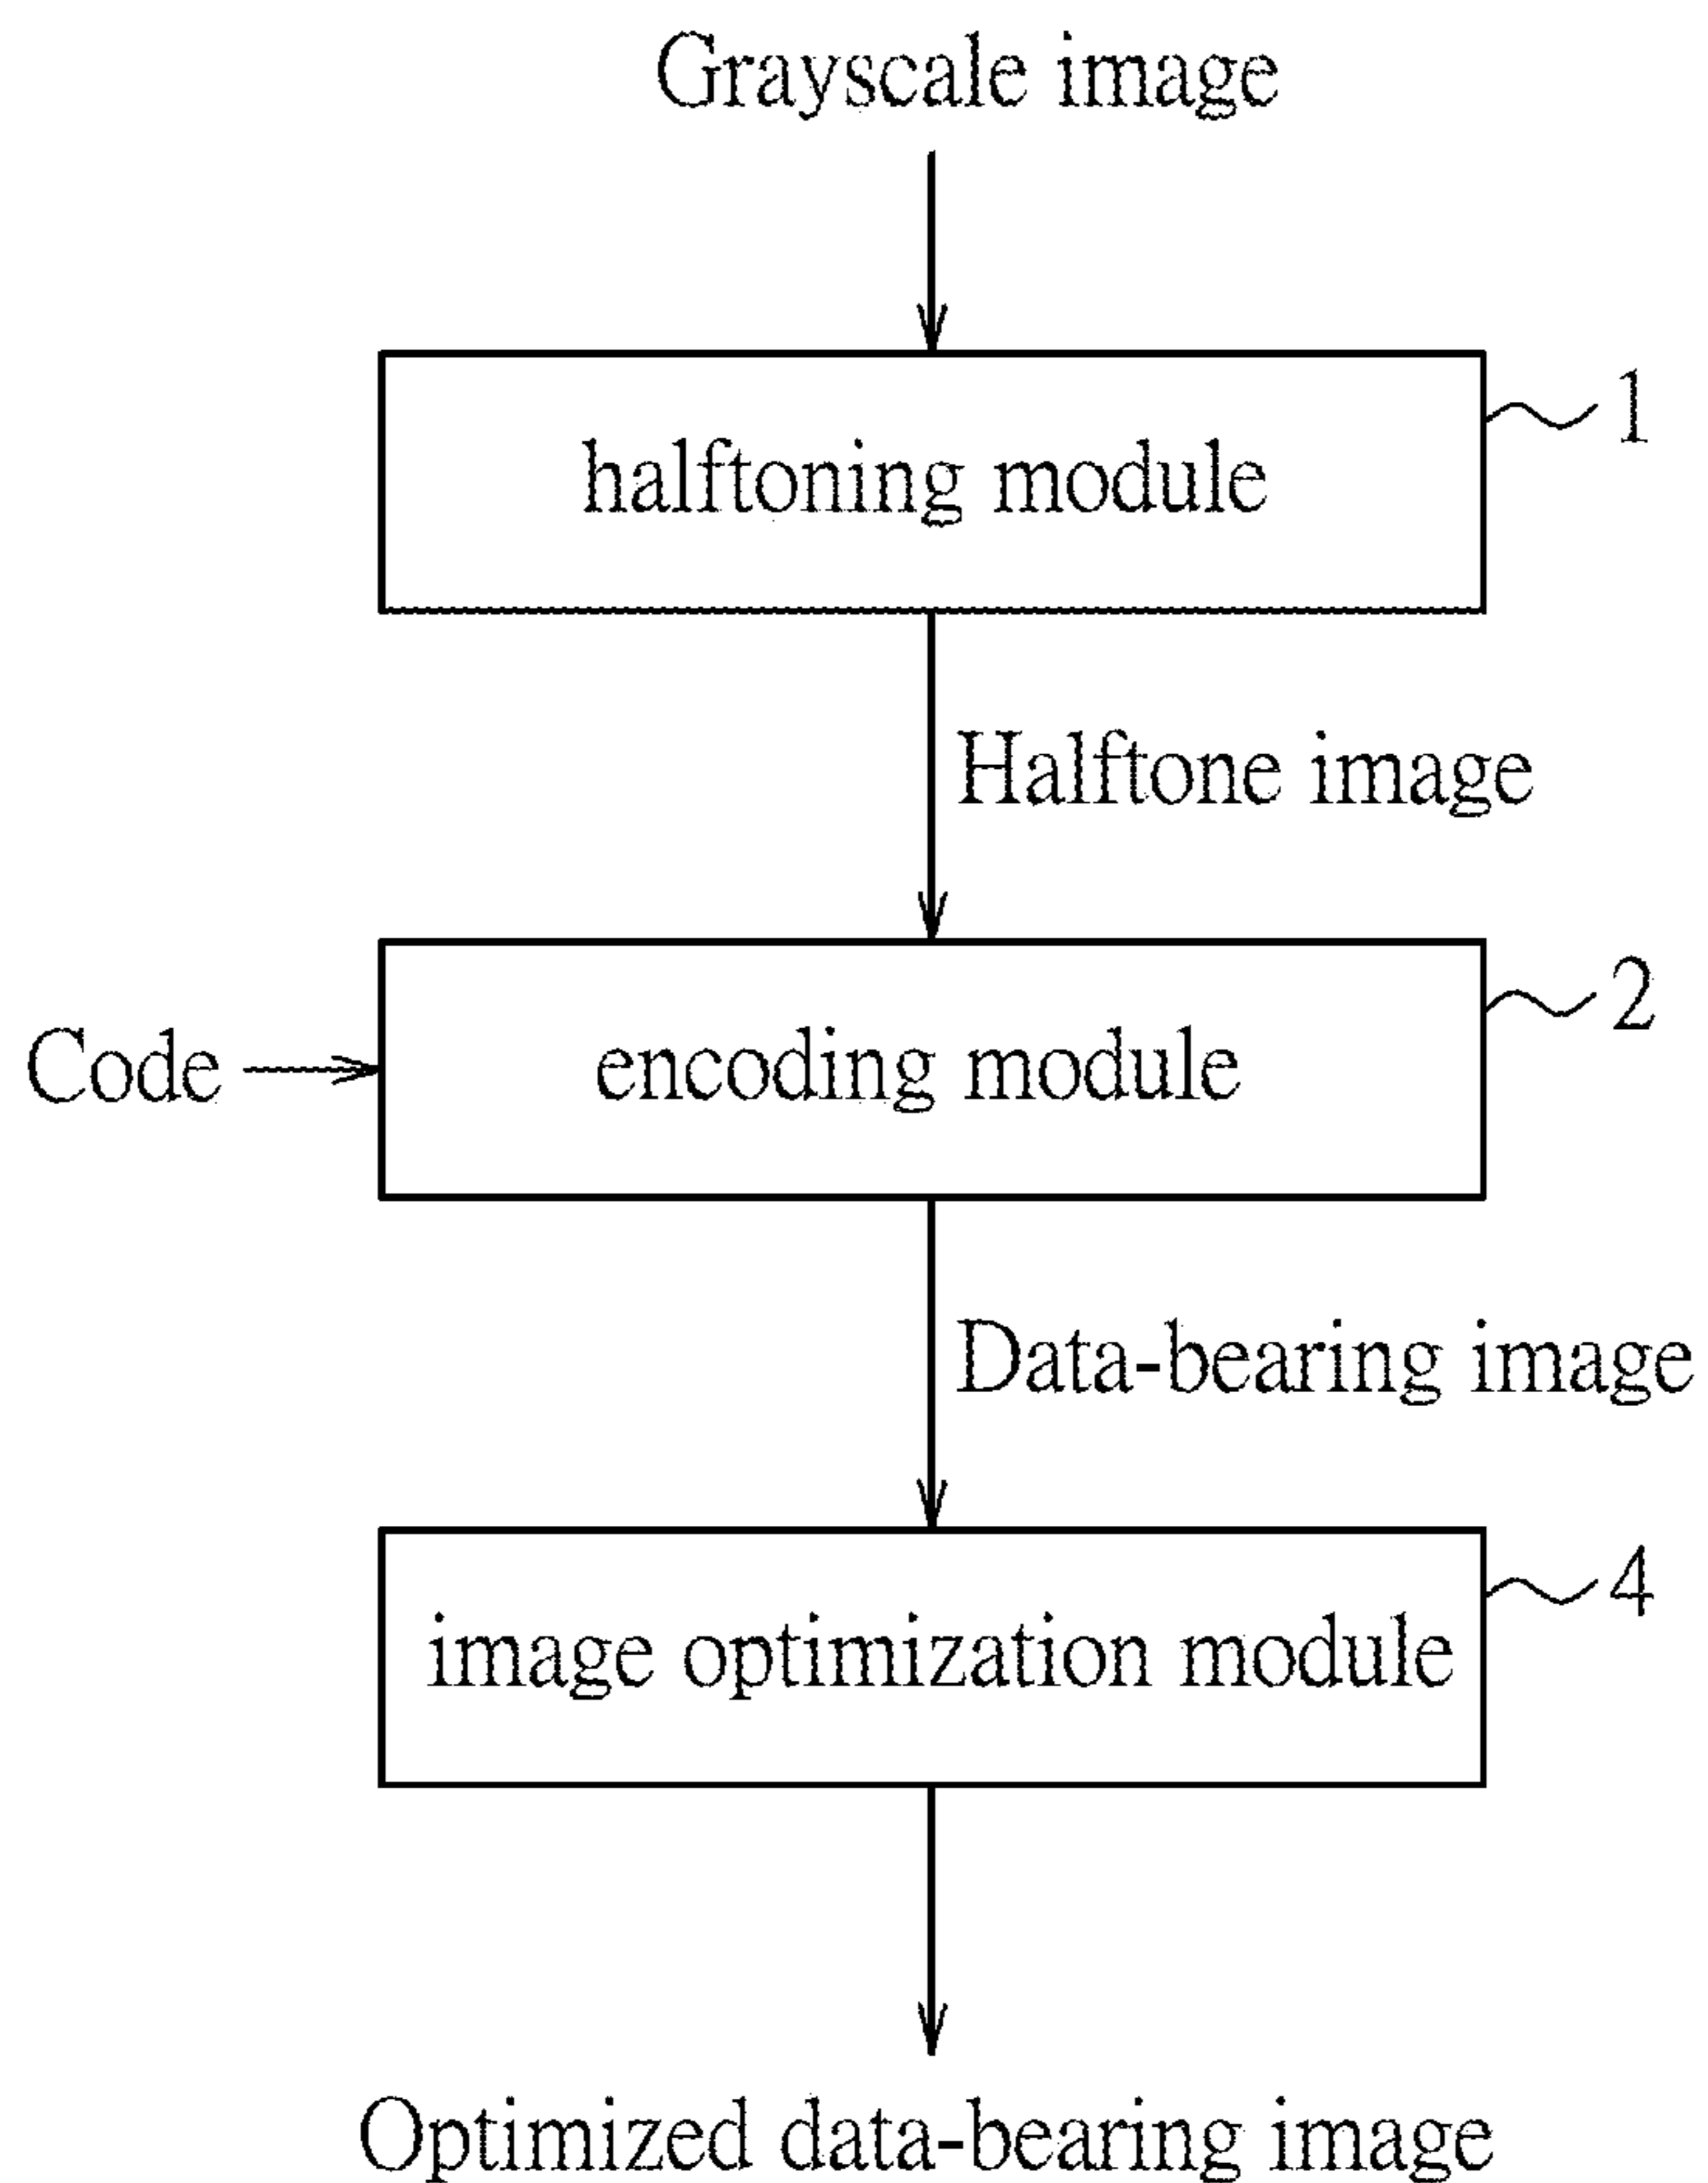 Grayscale image
halftoning module
1
Halftone image
Code
encoding module
2
Data-bearing image
image optimization module
4
Optimized data-bearing image